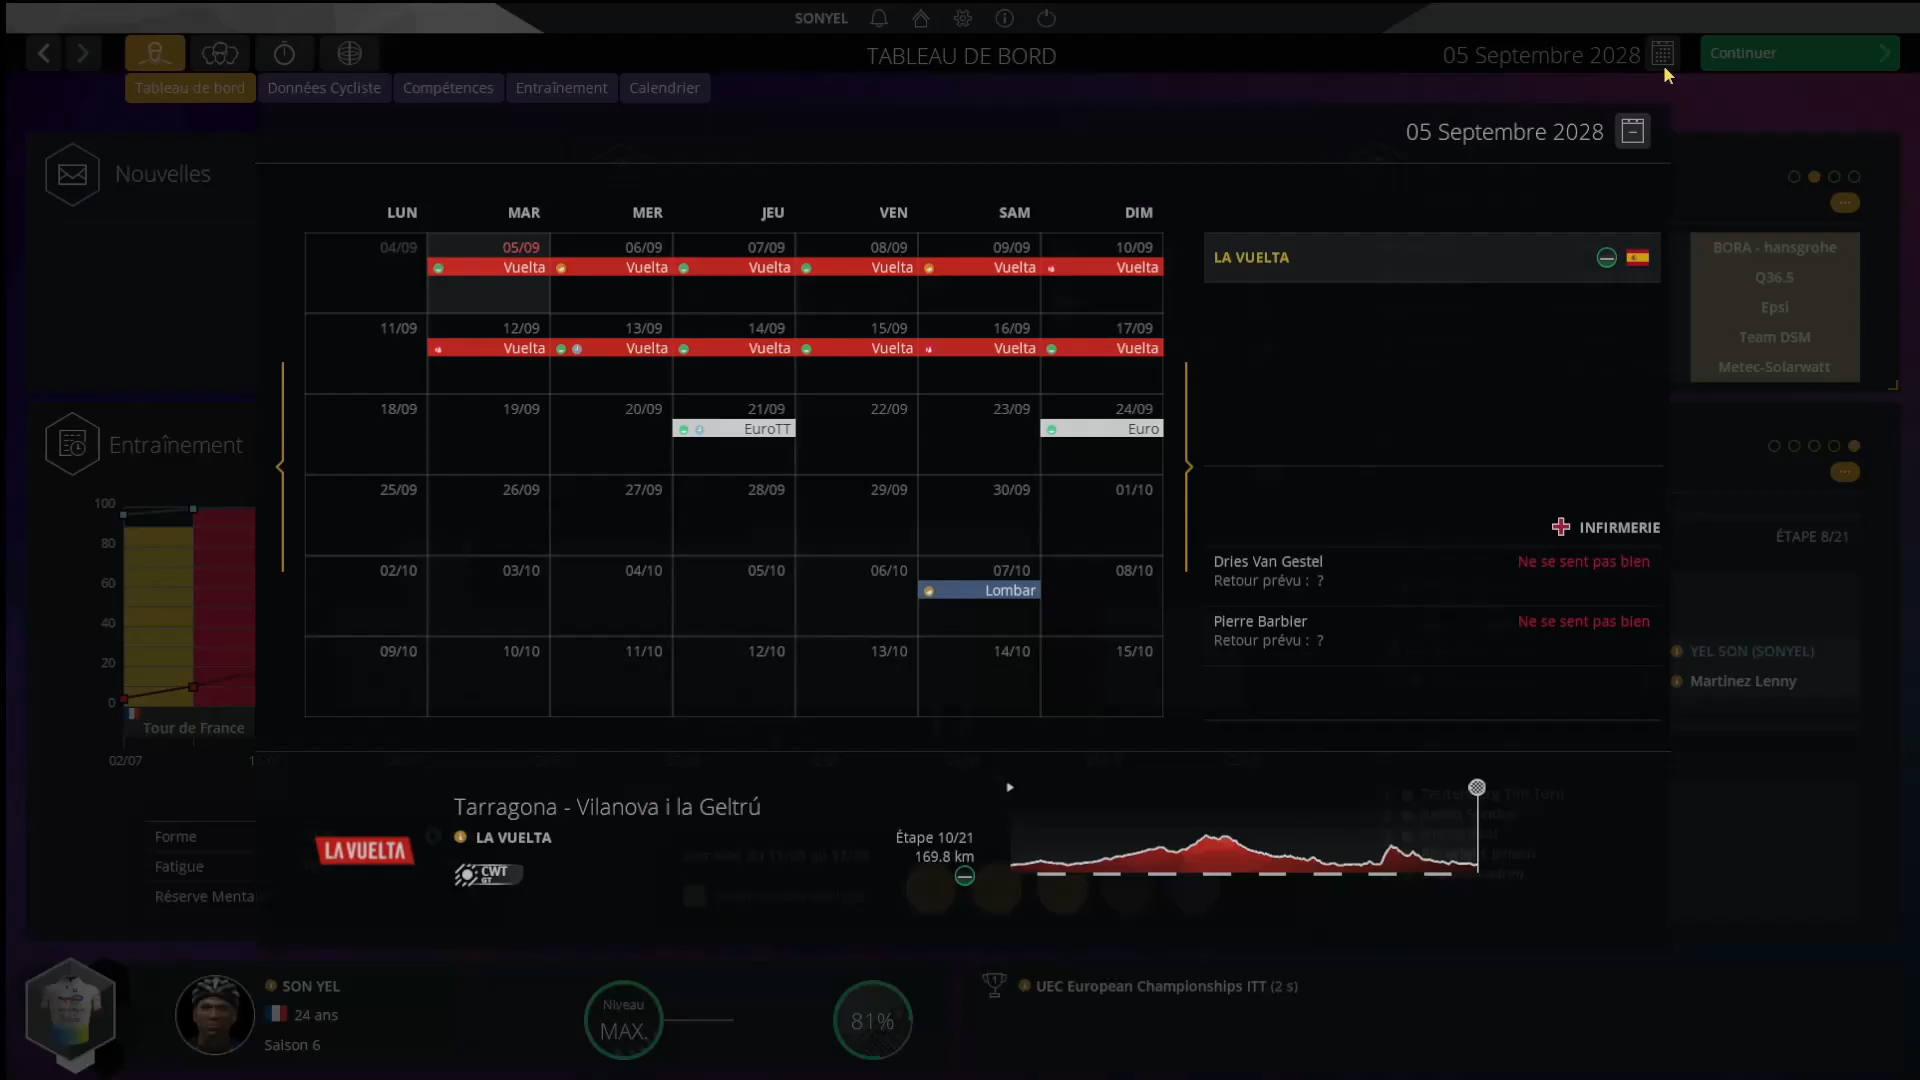 SONYEL
TABLEAU DE BORD
05 Septembre 2028
Continuer
Tableau de bord
Données Cycliste
Compétences
Entraînement
Calendrier
05 Septembre 2028
Nouvelles
LUN MAR MER JEU VEN SAM DIM
04/09 05/09 06/09 07/09 08/09 09/09 10/09
Vuelta Vuelta Vuelta Vuelta Vuelta Vuelta
11/09 12/09 13/09 14/09 15/09 16/09 17/09
Vuelta Vuelta Vuelta Vuelta Vuelta Vuelta
18/09 19/09 20/09 21/09 22/09 23/09 24/09
EuroTT Euro
25/09 26/09 27/09 28/09 29/09 30/09 01/10
02/10 03/10 04/10 05/10 06/10 07/10 08/10
Lombar
09/10 10/10 11/10 12/10 13/10 14/10 15/10
LA VUELTA
BORA - hansgrohe
Q36.5
Epsi
Team DSM
Metec-Solarwatt
INFIRMERIE
Dries Van Gestel
Ne se sent pas bien
Retour prévu : ?
Pierre Barbier
Ne se sent pas bien
Retour prévu : ?
ÉTAPE 8/21
YEL SON (SONYEL)
Martinez Lenny
Entraînement
100
80
60
40
20
0
Tour de France
02/07
Forme
Fatigue
Réserve Menta
LA VUELTA
Tarragona - Vilanova i la Geltrú
LA VUELTA
CWT
GT
Étape 10/21
169.8 km
SON YEL
24 ans
Saison 6
Niveau
MAX.
81%
UEC European Championships ITT (2 s)